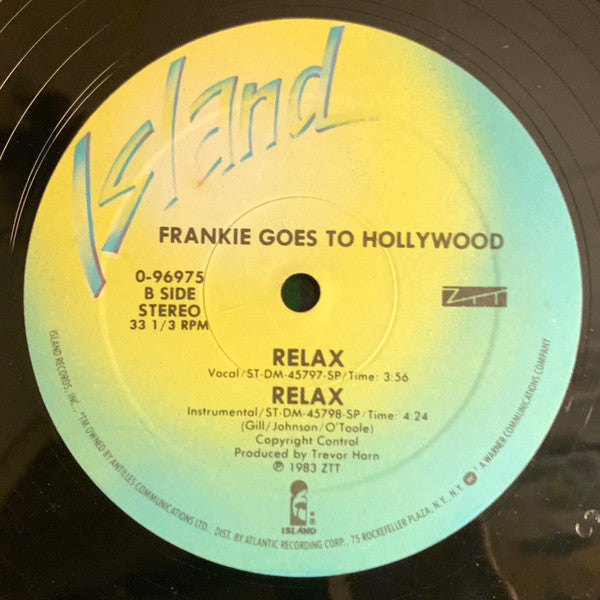 Island
FRANKIE GOES TO HOLLYWOOD
0-96975
B SIDE
STEREO
33 1/3 RPM
ZTT
RELAX
Vocal/ST-DM-45797-SP/Time: 3:56
RELAX
Instrumental/ST-DM-45798-SP/Time: 4:24
(Gill/Johnson/O'Toole)
Copyright Control
Produced by Trevor Horn
℗ 1983 ZTT
ISLAND
ISLAND RECORDS, INC., *TM OWNED BY ANTILLES COMMUNICATIONS LTD., DIST. BY ATLANTIC RECORDING CORP., 75 ROCKEFELLER PLAZA, N.Y., N.Y. • A WARNER COMMUNICATIONS COMPANY